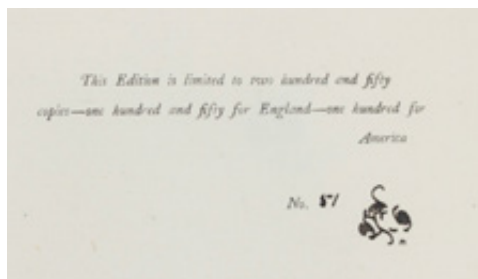 This Edition is limited to two hundred and fifty
copies—one hundred and fifty for England—one hundred for
America
No.